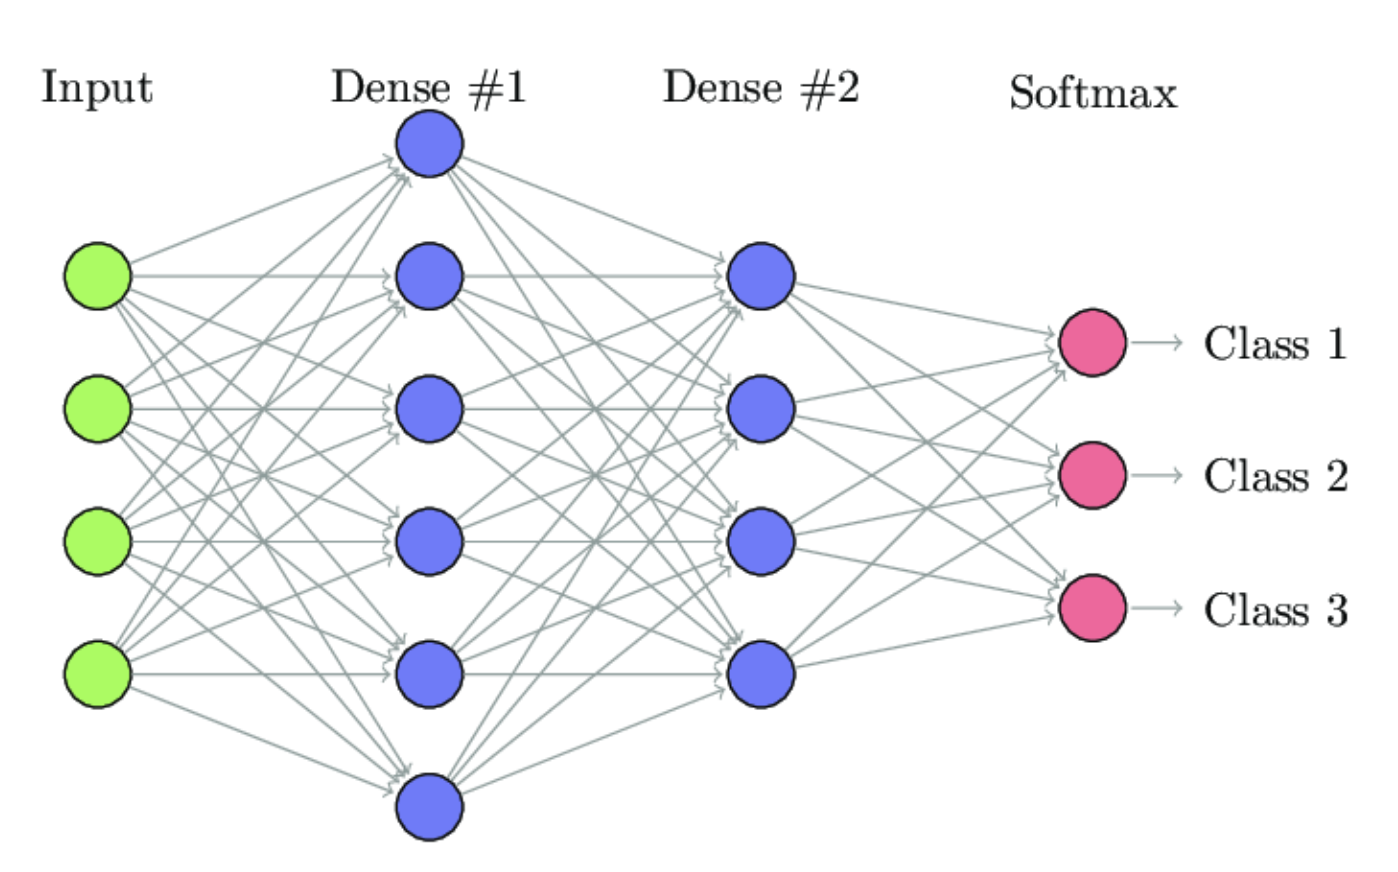 Input
Dense #1
Dense #2
Softmax
Class 1
Class 2
Class 3